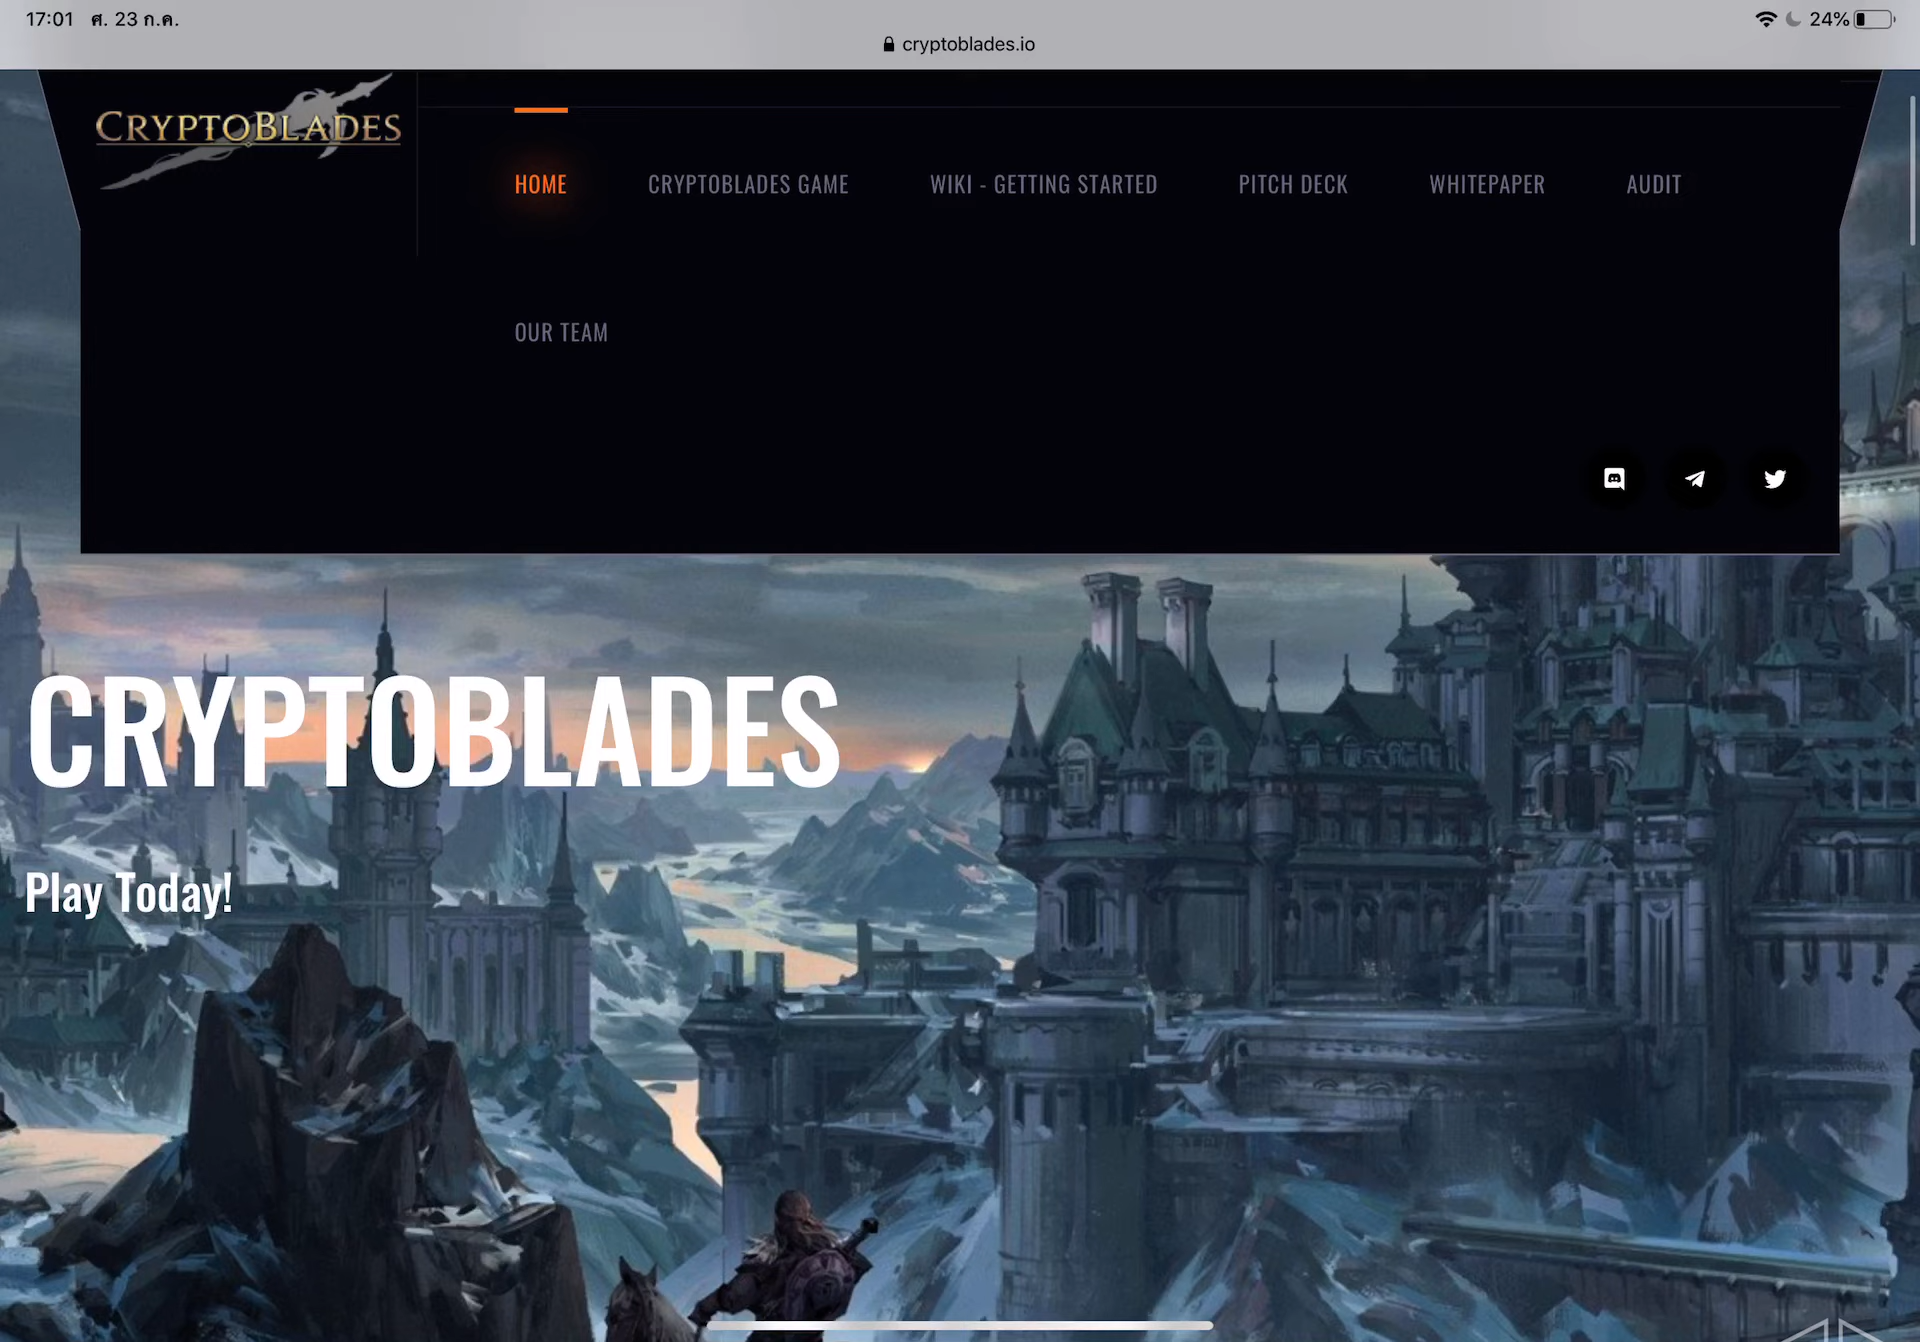 17:01 ศ. 23 ก.ค.
24%
cryptoblades.io
CRYPTOBLADES
HOME
CRYPTOBLADES GAME
WIKI - GETTING STARTED
PITCH DECK
WHITEPAPER
AUDIT
OUR TEAM
CRYPTOBLADES
Play Today!